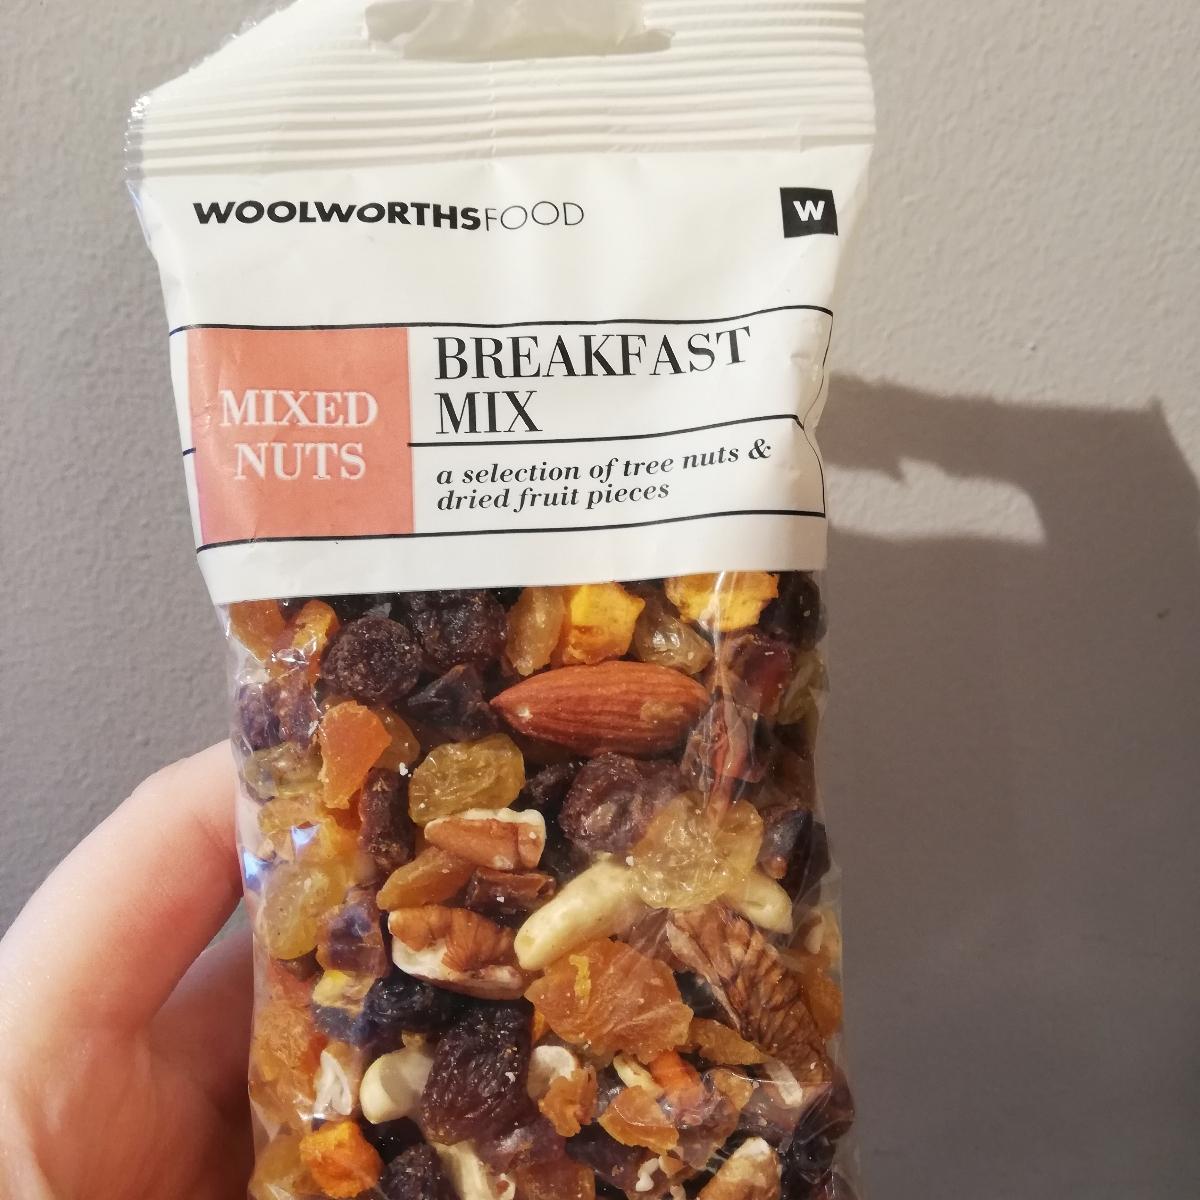 WOOLWORTHSFOOD
W
MIXED
NUTS
BREAKFAST
MIX
a selection of tree nuts &
dried fruit pieces